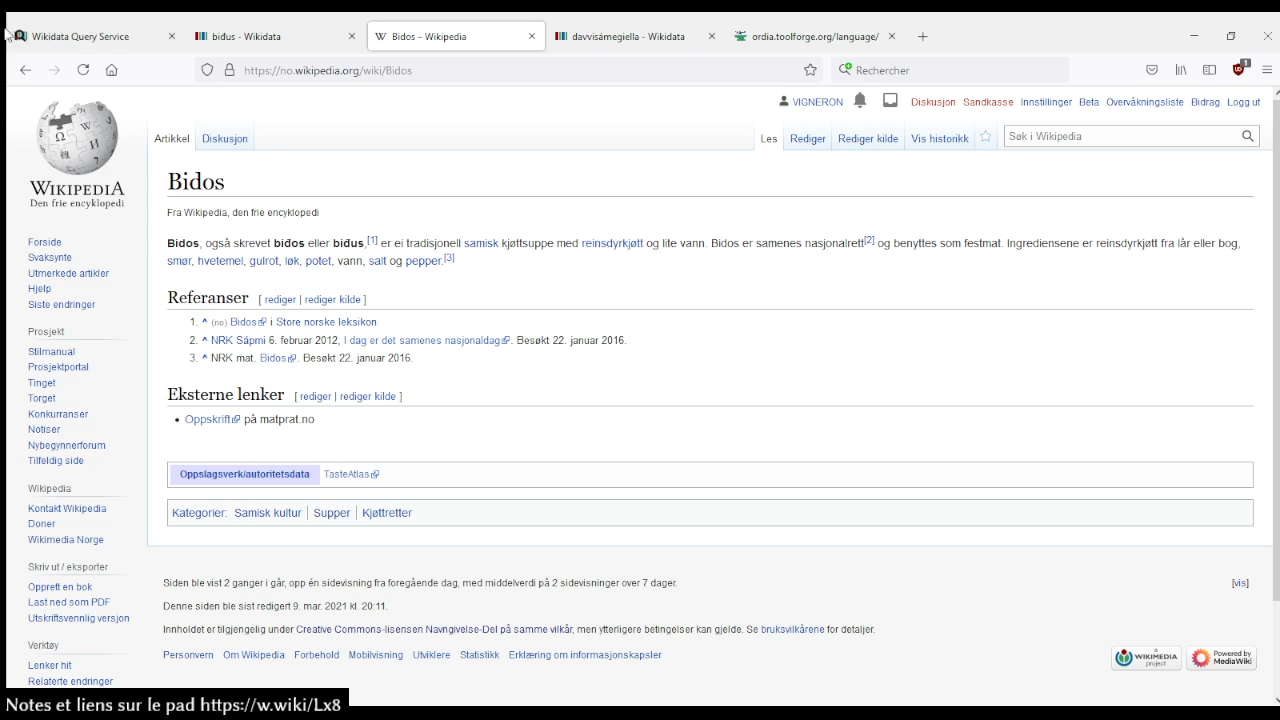 Wikidata Query Service
biđus - Wikidata
Bidos – Wikipedia
davvisámegiella - Wikidata
ordia.toolforge.org/language/
https://no.wikipedia.org/wiki/Bidos
Rechercher
1
VIGNERON
Diskusjon Sandkasse Innstillinger Beta Overvåkningsliste Bidrag Logg ut
Artikkel Diskusjon
Les Rediger Rediger kilde Vis historikk
Søk i Wikipedia
WIKIPEDIA
Den frie encyklopedi
Bidos
Fra Wikipedia, den frie encyklopedi
Bidos, også skrevet biđos eller biđus,[1] er ei tradisjonell samisk kjøttsuppe med reinsdyrkjøtt og lite vann. Bidos er samenes nasjonalrett[2] og benyttes som festmat. Ingrediensene er reinsdyrkjøtt fra lår eller bog,
smør, hvetemel, gulrot, løk, potet, vann, salt og pepper.[3]
Referanser [ rediger | rediger kilde ]
1. ^ (no) Bidos i Store norske leksikon
2. ^ NRK Sápmi 6. februar 2012, I dag er det samenes nasjonaldag. Besøkt 22. januar 2016.
3. ^ NRK mat. Bidos. Besøkt 22. januar 2016.
Eksterne lenker [ rediger | rediger kilde ]
• Oppskrift på matprat.no
Oppslagsverk/autoritetsdata TasteAtlas
Kategorier: Samisk kultur | Supper | Kjøttretter
Forside
Svaksynte
Utmerkede artikler
Hjelp
Siste endringer
Prosjekt
Stilmanual
Prosjektportal
Tinget
Torget
Konkurranser
Notiser
Nybegynnerforum
Tilfeldig side
Wikipedia
Kontakt Wikipedia
Doner
Wikimedia Norge
Skriv ut / eksporter
Opprett en bok
Last ned som PDF
Utskriftsvennlig versjon
Verktøy
Lenker hit
Relaterte endringer
Siden ble vist 2 ganger i går, opp én sidevisning fra foregående dag, med middelverdi på 2 sidevisninger over 7 dager.
[vis]
Denne siden ble sist redigert 9. mar. 2021 kl. 20:11.
Innholdet er tilgjengelig under Creative Commons-lisensen Navngivelse-Del på samme vilkår, men ytterligere betingelser kan gjelde. Se bruksvilkårene for detaljer.
Personvern Om Wikipedia Forbehold Mobilvisning Utviklere Statistikk Erklæring om informasjonskapsler
a
WIKIMEDIA
project
Powered by
MediaWiki
Notes et liens sur le pad https://w.wiki/Lx8